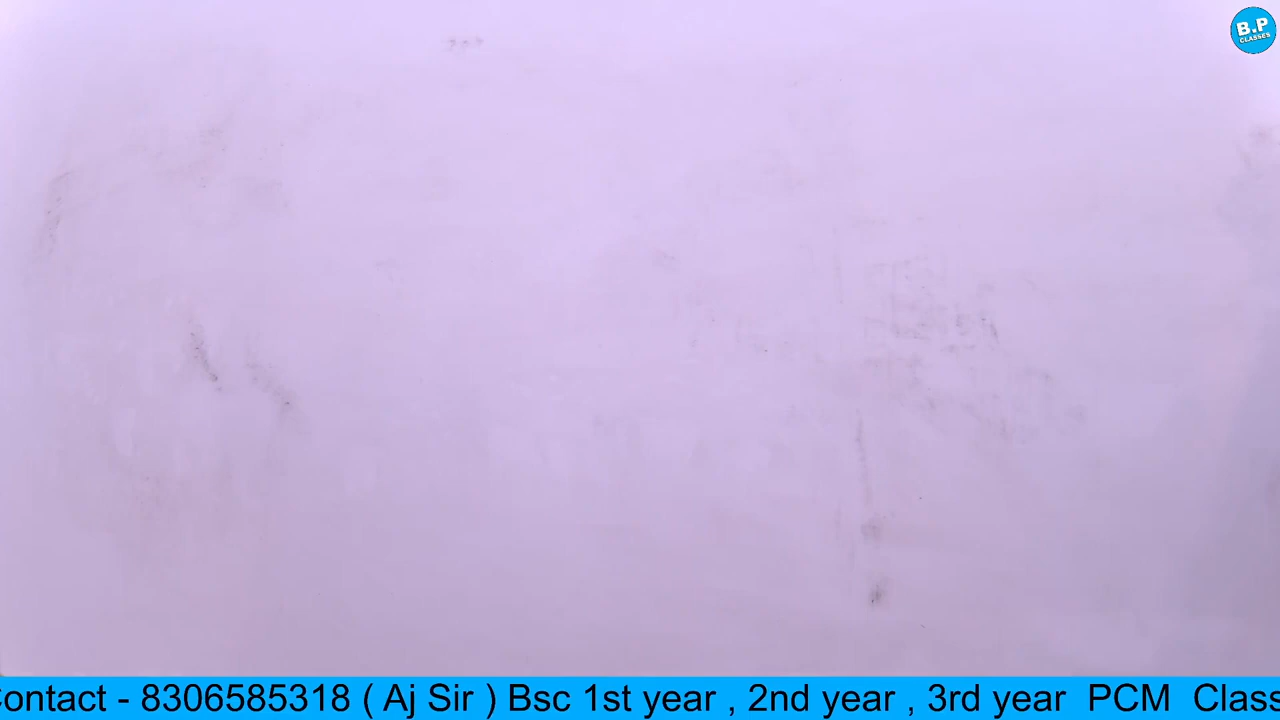 B.P
CLASSES
ontact - 8306585318 ( Aj Sir ) Bsc 1st year , 2nd year , 3rd year PCM Class